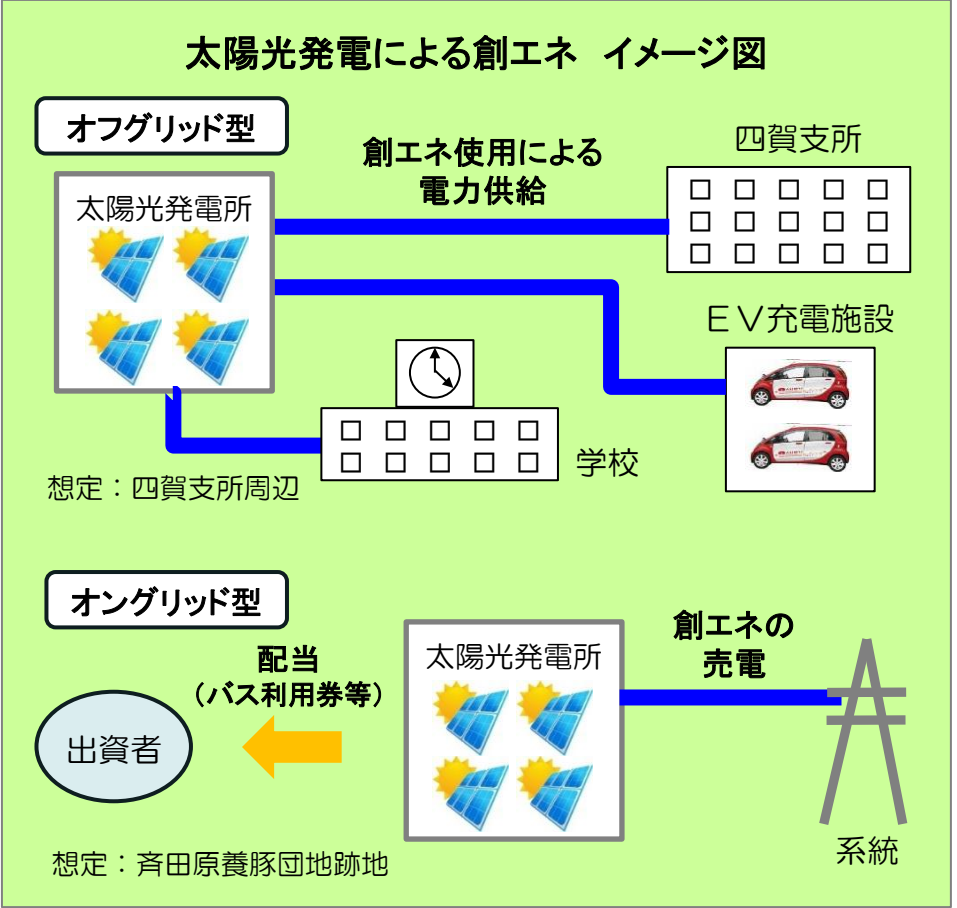 太陽光発電による創エネ イメージ図
オフグリッド型
創エネ使用による
電力供給
四賀支所
太陽光発電所
EV充電施設
学校
想定：四賀支所周辺
オングリッド型
配当
（バス利用券等）
太陽光発電所
創エネの
売電
出資者
系統
想定：斉田原養豚団地跡地